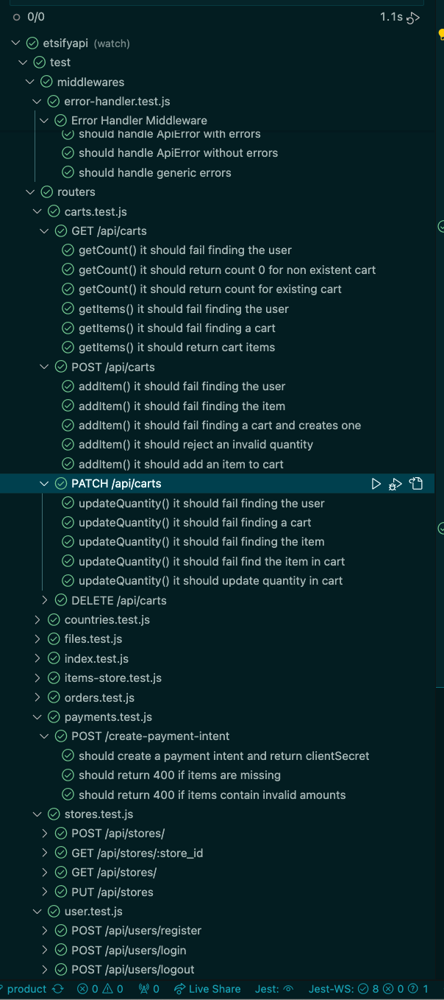 0/0 1.1s
etsifyapi (watch)
test
middlewares
error-handler.test.js
Error Handler Middleware
should handle ApiError with errors
should handle ApiError without errors
should handle generic errors
routers
carts.test.js
GET /api/carts
getCount() it should fail finding the user
getCount() it should return count 0 for non existent cart
getCount() it should return count for existing cart
getItems() it should fail finding the user
getItems() it should fail finding a cart
getItems() it should return cart items
POST /api/carts
addItem() it should fail finding the user
addItem() it should fail finding the item
addItem() it should fail finding a cart and creates one
addItem() it should reject an invalid quantity
addItem() it should add an item to cart
PATCH /api/carts
updateQuantity() it should fail finding the user
updateQuantity() it should fail finding a cart
updateQuantity() it should fail finding the item
updateQuantity() it should fail find the item in cart
updateQuantity() it should update quantity in cart
DELETE /api/carts
countries.test.js
files.test.js
index.test.js
items-store.test.js
orders.test.js
payments.test.js
POST /create-payment-intent
should create a payment intent and return clientSecret
should return 400 if items are missing
should return 400 if items contain invalid amounts
stores.test.js
POST /api/stores/
GET /api/stores/:store_id
GET /api/stores/
PUT /api/stores
user.test.js
POST /api/users/register
POST /api/users/login
POST /api/users/logout
product 0 0 0 Live Share Jest: Jest-WS: 8 0 1